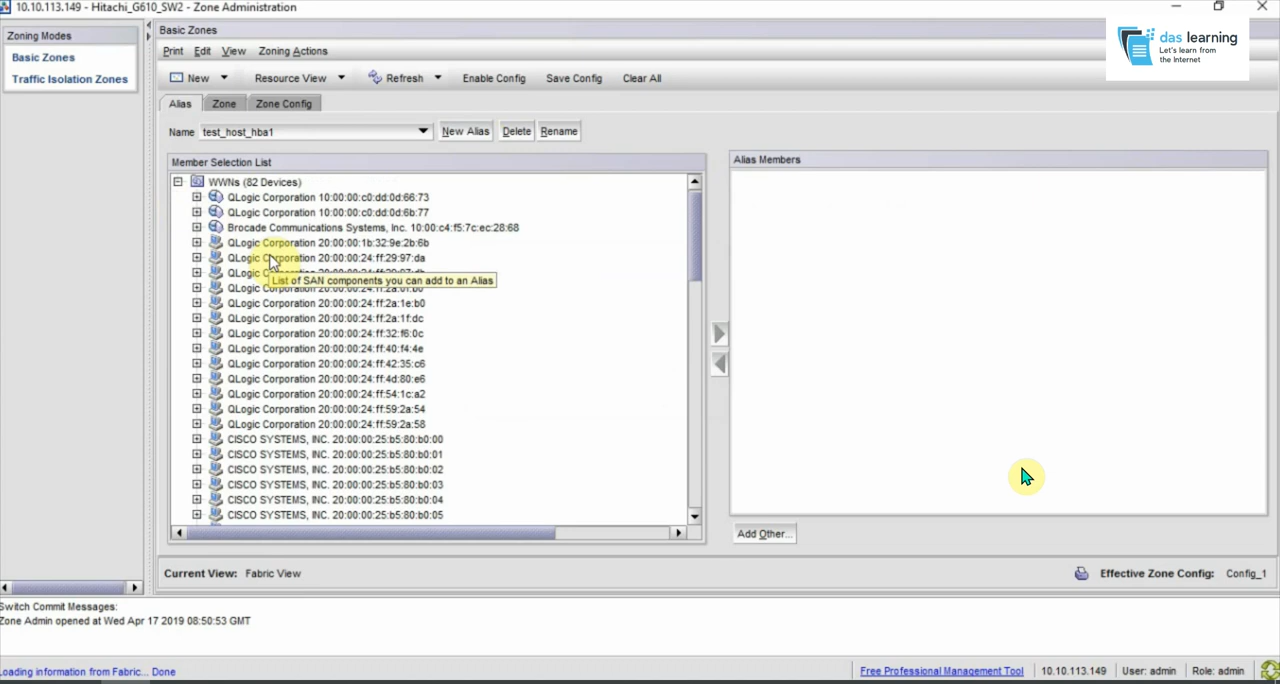 10.10.113.149 - Hitachi_G610_SW2 - Zone Administration
das learning
Let's learn from
the Internet
Zoning Modes
Basic Zones
Traffic Isolation Zones
Basic Zones
Print Edit View Zoning Actions
New Resource View Refresh Enable Config Save Config Clear All
Alias Zone Zone Config
Name test_host_hba1 New Alias Delete Rename
Member Selection List
WWNs (82 Devices)
QLogic Corporation 10:00:00:c0:dd:0d:66:73
QLogic Corporation 10:00:00:c0:dd:0d:6b:77
Brocade Communications Systems, Inc. 10:00:c4:f5:7c:ec:28:68
QLogic Corporation 20:00:00:1b:32:9e:2b:6b
QLogic Corporation 20:00:00:24:ff:29:97:da
QLogic
List of SAN components you can add to an Alias
QLogic Corporation
QLogic Corporation 20:00:00:24:ff:2a:1e:b0
QLogic Corporation 20:00:00:24:ff:2a:1f:dc
QLogic Corporation 20:00:00:24:ff:32:f6:0c
QLogic Corporation 20:00:00:24:ff:40:f4:4e
QLogic Corporation 20:00:00:24:ff:42:35:c6
QLogic Corporation 20:00:00:24:ff:4d:80:e6
QLogic Corporation 20:00:00:24:ff:54:1c:a2
QLogic Corporation 20:00:00:24:ff:59:2a:54
QLogic Corporation 20:00:00:24:ff:59:2a:58
CISCO SYSTEMS, INC. 20:00:00:25:b5:80:b0:00
CISCO SYSTEMS, INC. 20:00:00:25:b5:80:b0:01
CISCO SYSTEMS, INC. 20:00:00:25:b5:80:b0:02
CISCO SYSTEMS, INC. 20:00:00:25:b5:80:b0:03
CISCO SYSTEMS, INC. 20:00:00:25:b5:80:b0:04
CISCO SYSTEMS, INC. 20:00:00:25:b5:80:b0:05
Alias Members
Add Other...
Current View: Fabric View
Effective Zone Config: Config_1
Switch Commit Messages:
Zone Admin opened at Wed Apr 17 2019 08:50:53 GMT
oading information from Fabric... Done
Free Professional Management Tool 10.10.113.149 User: admin Role: admin